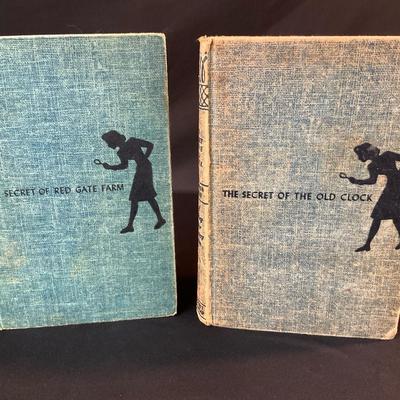 SECRET OF RED GATE FARM
THE SECRET OF THE OLD CLOCK